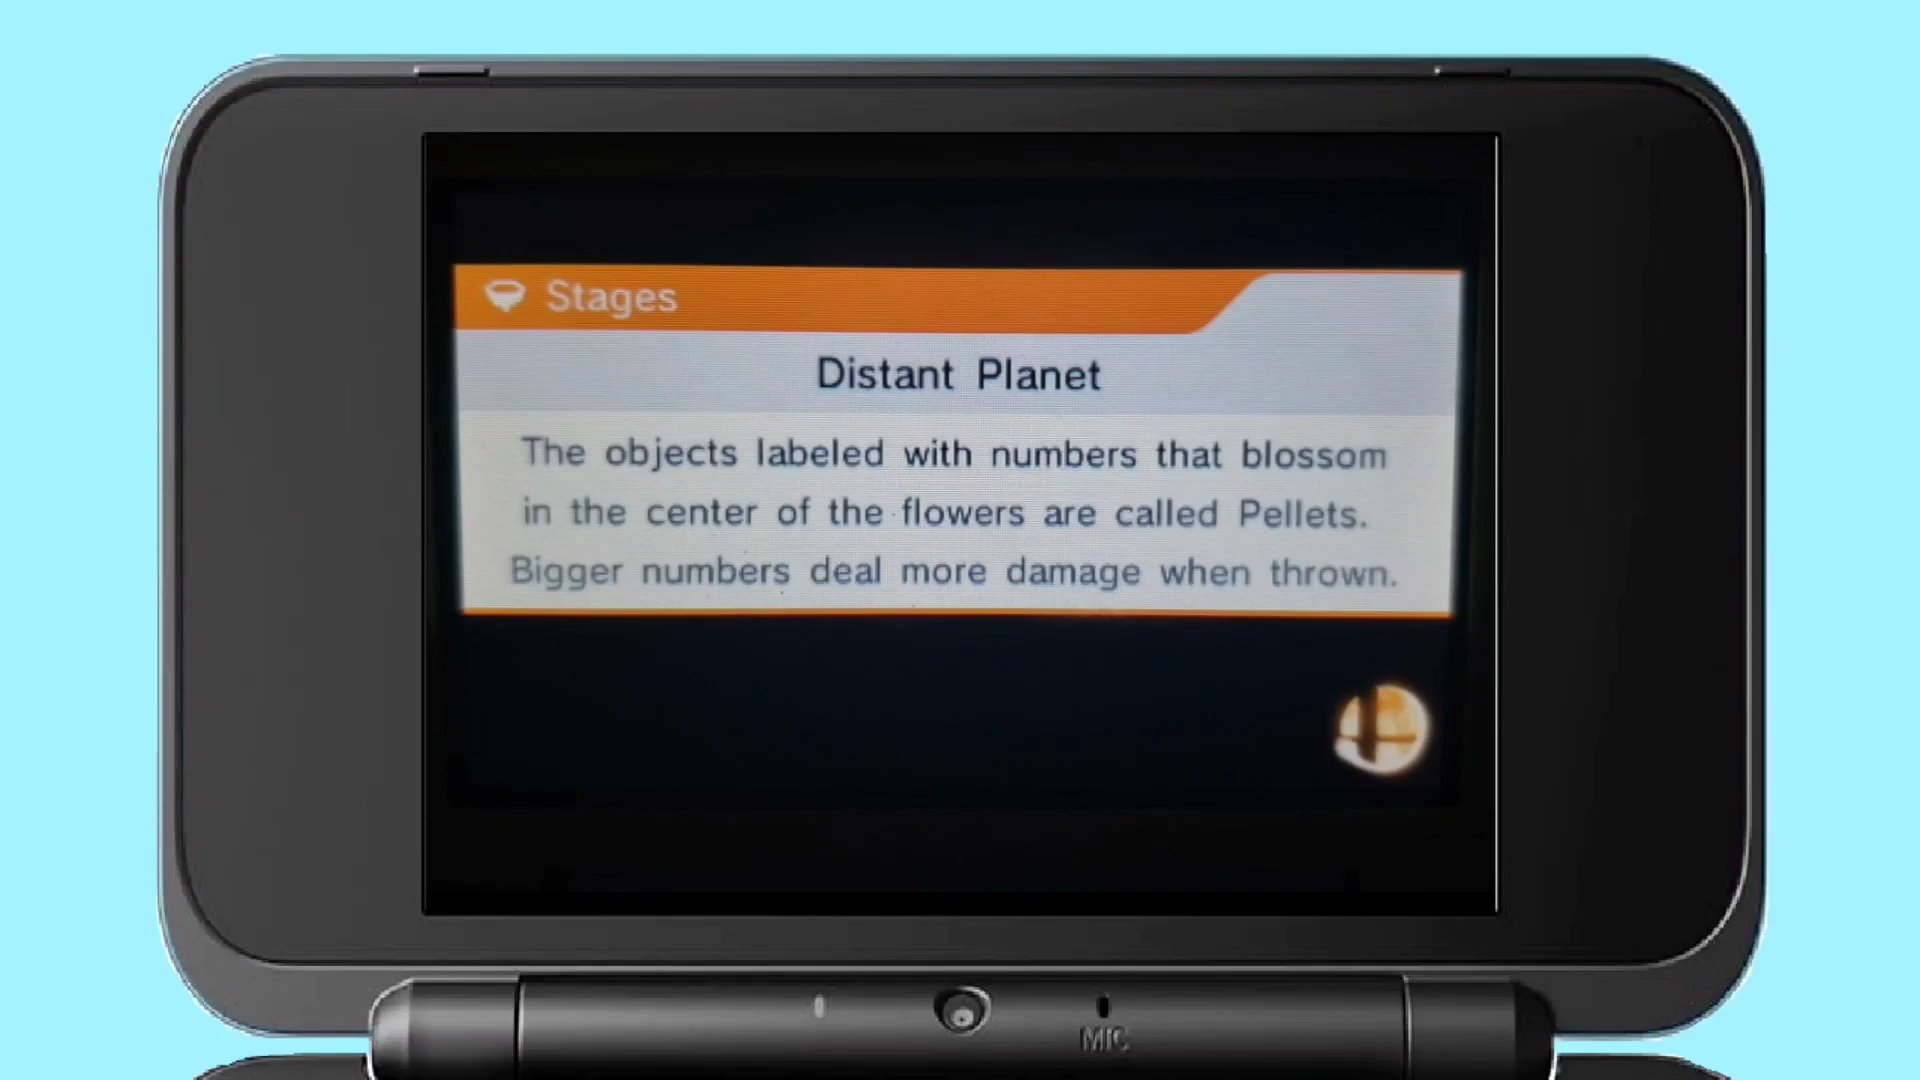 Stages
Distant Planet
The objects labeled with numbers that blossom
in the center of the flowers are called Pellets.
Bigger numbers deal more damage when thrown.
MIC